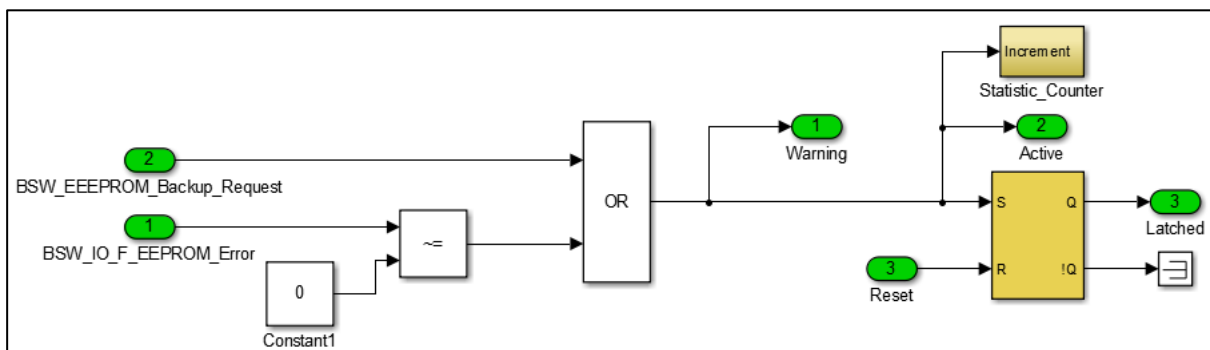 Increment
Statistic_Counter
2
BSW_EEEPROM_Backup_Request
1
BSW_IO_F_EEPROM_Error
0
Constant1
~=
OR
1
Warning
2
Active
S
Q
R
!Q
3
Latched
3
Reset